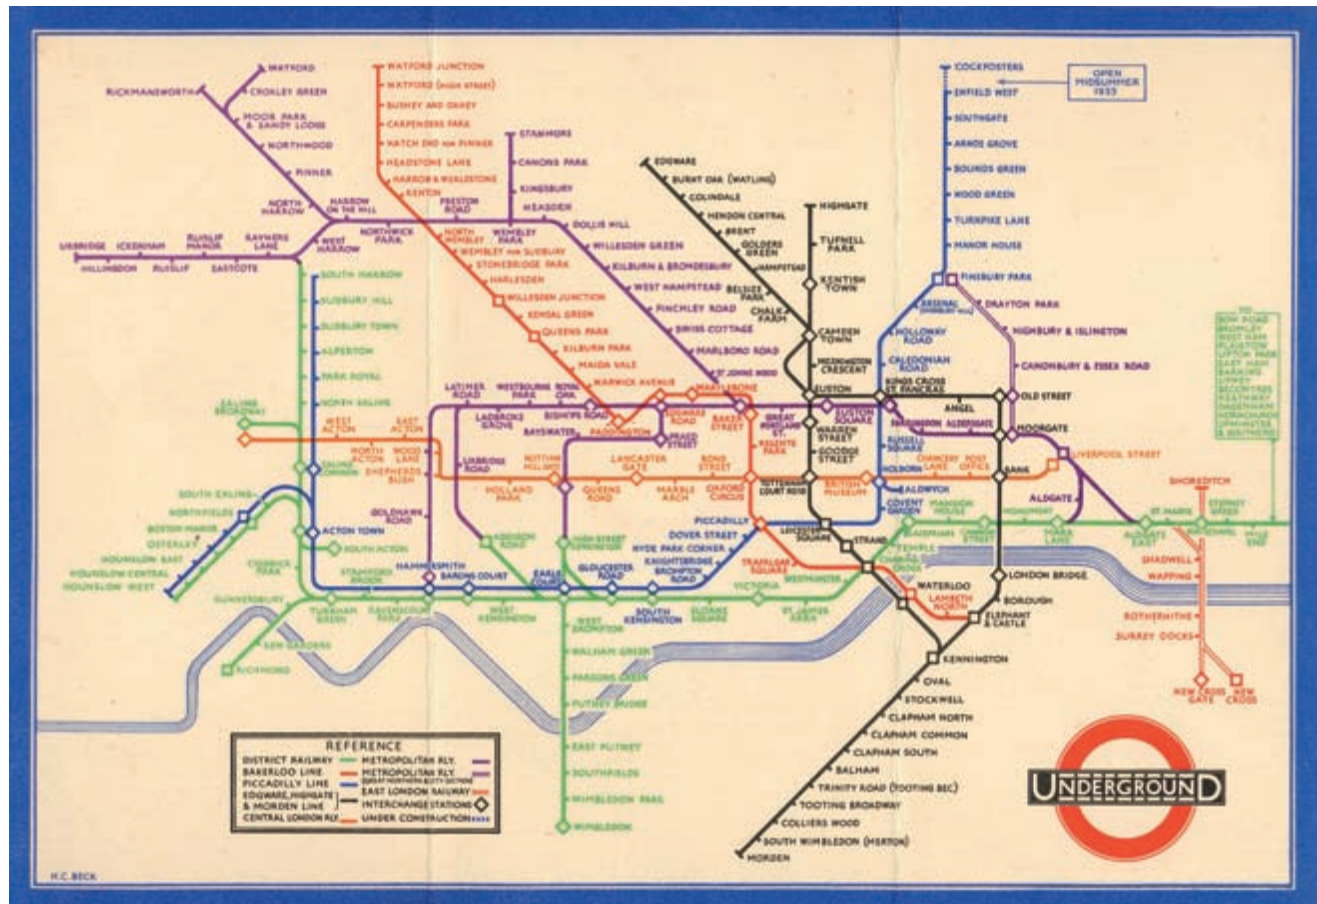 WATFORD
RICKMANSWORTH
CROXLEY GREEN
MOOR PARK
& SANDY LODGE
NORTHWOOD
PINNER
NORTH
HARROW
HARROW
ON THE HILL
NORTHWICK
PARK
PRESTON
ROAD
WEMBLEY
PARK
NEASDEN
STANMORE
CANONS PARK
KINGSBURY
DOLLIS HILL
WILLESDEN GREEN
KILBURN & BRONDESBURY
WEST HAMPSTEAD
FINCHLEY ROAD
SWISS COTTAGE
MARLBORO ROAD
ST JOHNS WOOD
UXBRIDGE
HILLINGDON
ICKENHAM
RUISLIP
RUISLIP
MANOR
EASTCOTE
RAYNERS
LANE
WEST
HARROW
WATFORD JUNCTION
WATFORD (HIGH STREET)
BUSHEY AND OXHEY
CARPENDERS PARK
HATCH END FOR PINNER
HEADSTONE LANE
HARROW & WEALDSTONE
KENTON
NORTH
WEMBLEY
WEMBLEY FOR SUDBURY
STONEBRIDGE PARK
HARLESDEN
WILLESDEN JUNCTION
KENSAL GREEN
QUEENS PARK
KILBURN PARK
MAIDA VALE
WARWICK AVENUE
PADDINGTON
EDGWARE
ROAD
MARYLEBONE
BAKER
STREET
REGENTS
PARK
OXFORD
CIRCUS
PICCADILLY
TRAFALGAR
SQUARE
EDGWARE
BURNT OAK (WATLING)
COLINDALE
HENDON CENTRAL
BRENT
GOLDERS
GREEN
HAMPSTEAD
BELSIZE
PARK
CHALK
FARM
HIGHGATE
TUFNELL
PARK
KENTISH
TOWN
CAMDEN
TOWN
MORNINGTON
CRESCENT
EUSTON
WARREN
STREET
GOODGE
STREET
TOTTENHAM
COURT ROAD
LEICESTER
SQUARE
STRAND
COCKFOSTERS
ENFIELD WEST
SOUTHGATE
ARNOS GROVE
BOUNDS GREEN
WOOD GREEN
TURNPIKE LANE
MANOR HOUSE
FINSBURY PARK
OPEN
MIDSUMMER
1933
ARSENAL
HOLLOWAY
ROAD
CALEDONIAN
ROAD
KINGS CROSS
ST. PANCRAS
RUSSELL
SQUARE
HOLBORN
ALDWYCH
COVENT
GARDEN
DRAYTON PARK
HIGHBURY & ISLINGTON
CANONBURY & ESSEX ROAD
OLD STREET
MOORGATE
ANGEL
BANK
LONDON BRIDGE
BOROUGH
ELEPHANT
& CASTLE
SOUTH HARROW
SUDBURY HILL
SUDBURY TOWN
ALPERTON
PARK ROYAL
NORTH EALING
EALING
BROADWAY
EALING
COMMON
ACTON TOWN
SOUTH ACTON
CHISWICK
PARK
SOUTH EALING
NORTHFIELDS
BOSTON MANOR
OSTERLEY
HOUNSLOW EAST
HOUNSLOW CENTRAL
HOUNSLOW WEST
WEST
ACTON
NORTH
ACTON
EAST
ACTON
WOOD
LANE
SHEPHERDS
BUSH
HOLLAND
PARK
NOTTING
HILL GATE
QUEENS
ROAD
LANCASTER
GATE
MARBLE
ARCH
BOND
STREET
BRITISH
MUSEUM
CHANCERY
LANE
POST
OFFICE
LIVERPOOL STREET
LATIMER
ROAD
LADBROKE
GROVE
WESTBOURNE
PARK
ROYAL
OAK
BISHOPS ROAD
BAYSWATER
PRAED
STREET
GREAT
PORTLAND
ST.
EUSTON
SQUARE
FARRINGDON
ALDERSGATE
UXBRIDGE
ROAD
GOLDHAWK
ROAD
HAMMERSMITH
ADDISON
ROAD
HIGH STREET
KENSINGTON
ALDGATE
GUNNERSBURY
KEW GARDENS
RICHMOND
TURNHAM
GREEN
STAMFORD
BROOK
RAVENSCOURT
PARK
BARONS COURT
WEST
KENSINGTON
EARLS
COURT
GLOUCESTER
ROAD
SOUTH
KENSINGTON
KNIGHTSBRIDGE
BROMPTON
ROAD
HYDE PARK CORNER
DOVER STREET
SLOANE
SQUARE
VICTORIA
ST. JAMES
PARK
WESTMINSTER
CHARING
CROSS
TEMPLE
BLACKFRIARS
MANSION
HOUSE
CANNON
STREET
MONUMENT
MARK
LANE
ALDGATE
EAST
ST. MARYS
STEPNEY
GREEN
MILE
END
TO
BOW ROAD
BROMLEY
WEST HAM
PLAISTOW
UPTON PARK
EAST HAM
BARKING
UPNEY
BECONTREE
HEATHWAY
DAGENHAM
HORNCHURCH
UPMINSTER
& SOUTHEND
SHOREDITCH
SHADWELL
WAPPING
ROTHERHITHE
SURREY DOCKS
NEW CROSS
GATE
NEW
CROSS
WEST
BROMPTON
WALHAM GREEN
PARSONS GREEN
PUTNEY BRIDGE
EAST PUTNEY
SOUTHFIELDS
WIMBLEDON PARK
WIMBLEDON
WATERLOO
LAMBETH
NORTH
KENNINGTON
OVAL
STOCKWELL
CLAPHAM NORTH
CLAPHAM COMMON
CLAPHAM SOUTH
BALHAM
TRINITY ROAD (TOOTING BEC)
TOOTING BROADWAY
COLLIERS WOOD
SOUTH WIMBLEDON (MERTON)
MORDEN
REFERENCE
DISTRICT RAILWAY
BAKERLOO LINE
PICCADILLY LINE
EDGWARE, HIGHGATE
& MORDEN LINE
CENTRAL LONDON RLY.
METROPOLITAN RLY.
METROPOLITAN RLY.
(GREAT NORTHERN & CITY SECTION)
EAST LONDON RAILWAY
INTERCHANGE STATIONS
UNDER CONSTRUCTION
UNDERGROUND
H.C. BECK